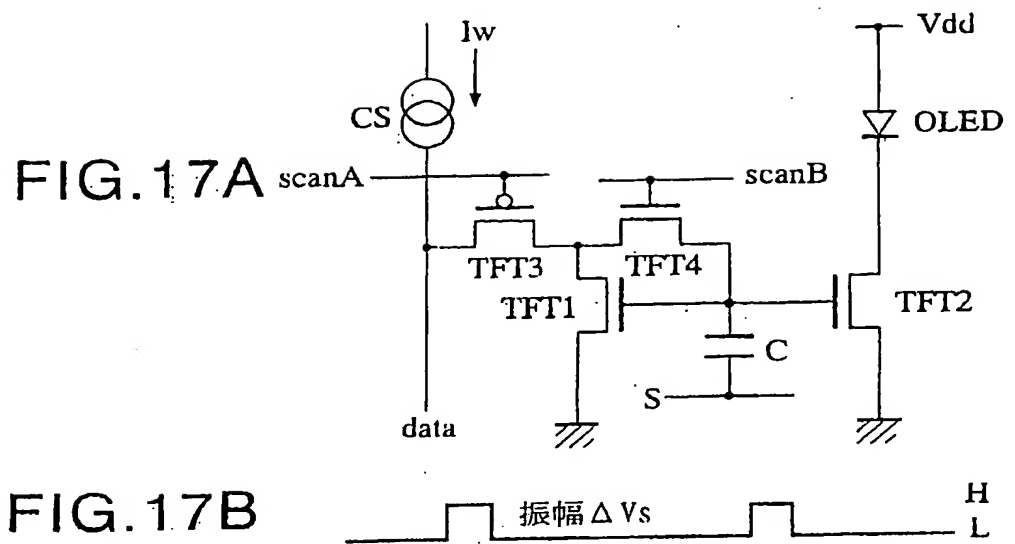 Iw
Vdd
CS
OLED
FIG.17A
scanA
scanB
TFT3
TFT4
TFT1
TFT2
C
S
data
FIG.17B
振幅ΔVs
H
L